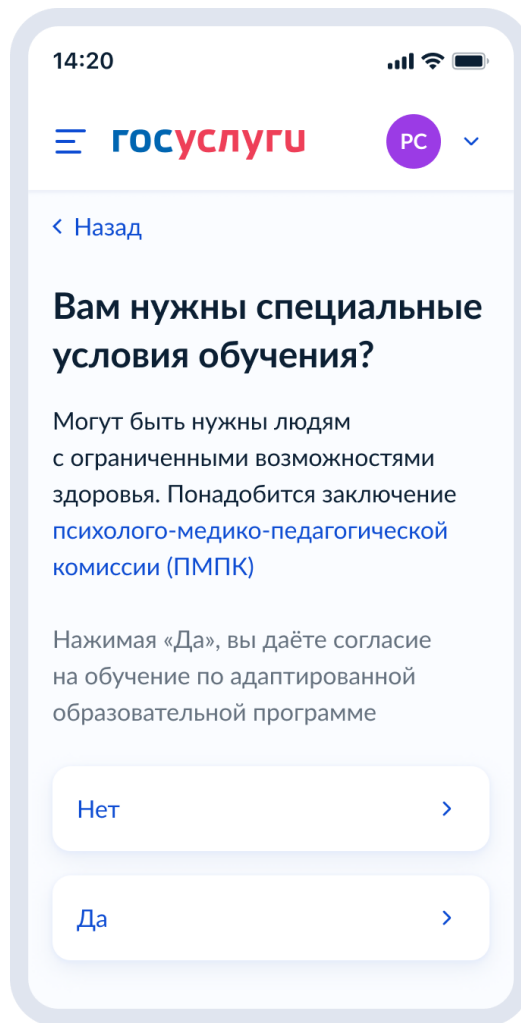 14:20
госуслуги
РС
Назад
Вам нужны специальные
условия обучения?
Могут быть нужны людям
с ограниченными возможностями
здоровья. Понадобится заключение
психолого-медико-педагогической
комиссии (ПМПК)
Нажимая «Да», вы даёте согласие
на обучение по адаптированной
образовательной программе
Нет
Да